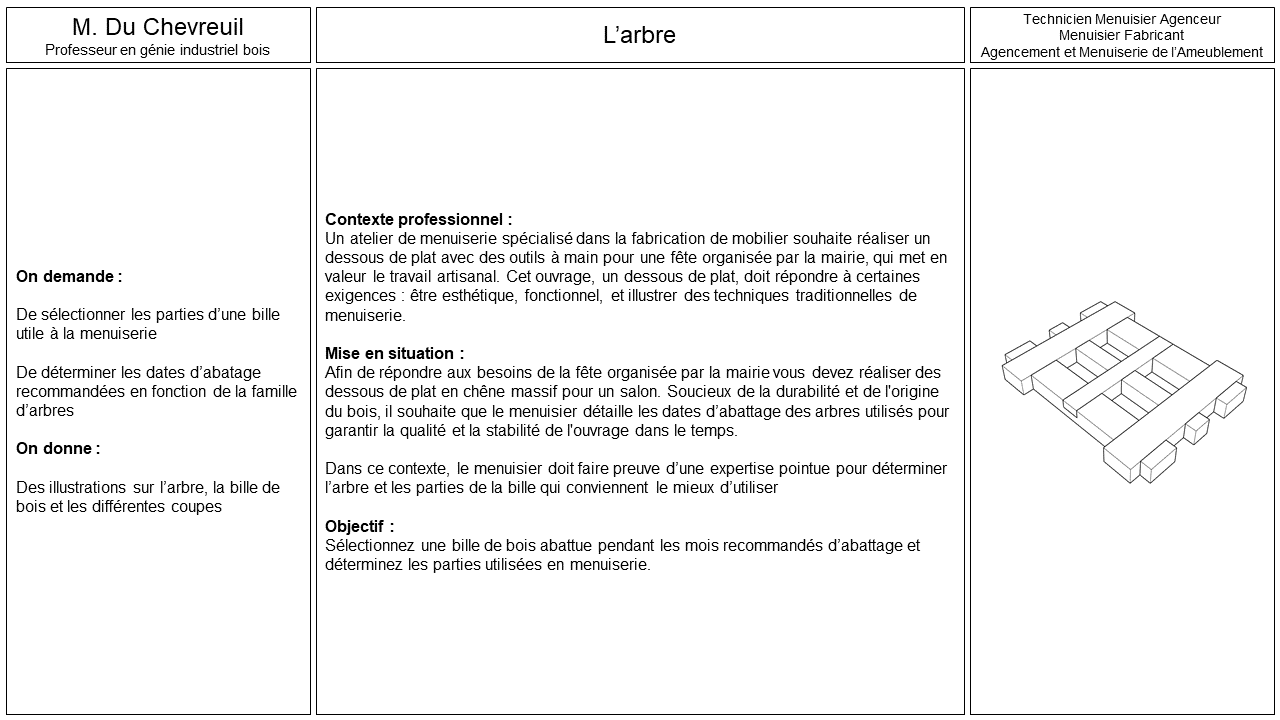 M. Du Chevreuil
Professeur en génie industriel bois
L’arbre
Technicien Menuisier Agenceur
Menuisier Fabricant
Agencement et Menuiserie de l’Ameublement
On demande :
De sélectionner les parties d’une bille
utile à la menuiserie
De déterminer les dates d’abatage
recommandées en fonction de la famille
d’arbres
On donne :
Des illustrations sur l’arbre, la bille de
bois et les différentes coupes
Contexte professionnel :
Un atelier de menuiserie spécialisé dans la fabrication de mobilier souhaite réaliser un
dessous de plat avec des outils à main pour une fête organisée par la mairie, qui met en
valeur le travail artisanal. Cet ouvrage, un dessous de plat, doit répondre à certaines
exigences : être esthétique, fonctionnel, et illustrer des techniques traditionnelles de
menuiserie.
Mise en situation :
Afin de répondre aux besoins de la fête organisée par la mairie vous devez réaliser des
dessous de plat en chêne massif pour un salon. Soucieux de la durabilité et de l'origine
du bois, il souhaite que le menuisier détaille les dates d’abattage des arbres utilisés pour
garantir la qualité et la stabilité de l'ouvrage dans le temps.
Dans ce contexte, le menuisier doit faire preuve d’une expertise pointue pour déterminer
l’arbre et les parties de la bille qui conviennent le mieux d’utiliser
Objectif :
Sélectionnez une bille de bois abattue pendant les mois recommandés d’abattage et
déterminez les parties utilisées en menuiserie.